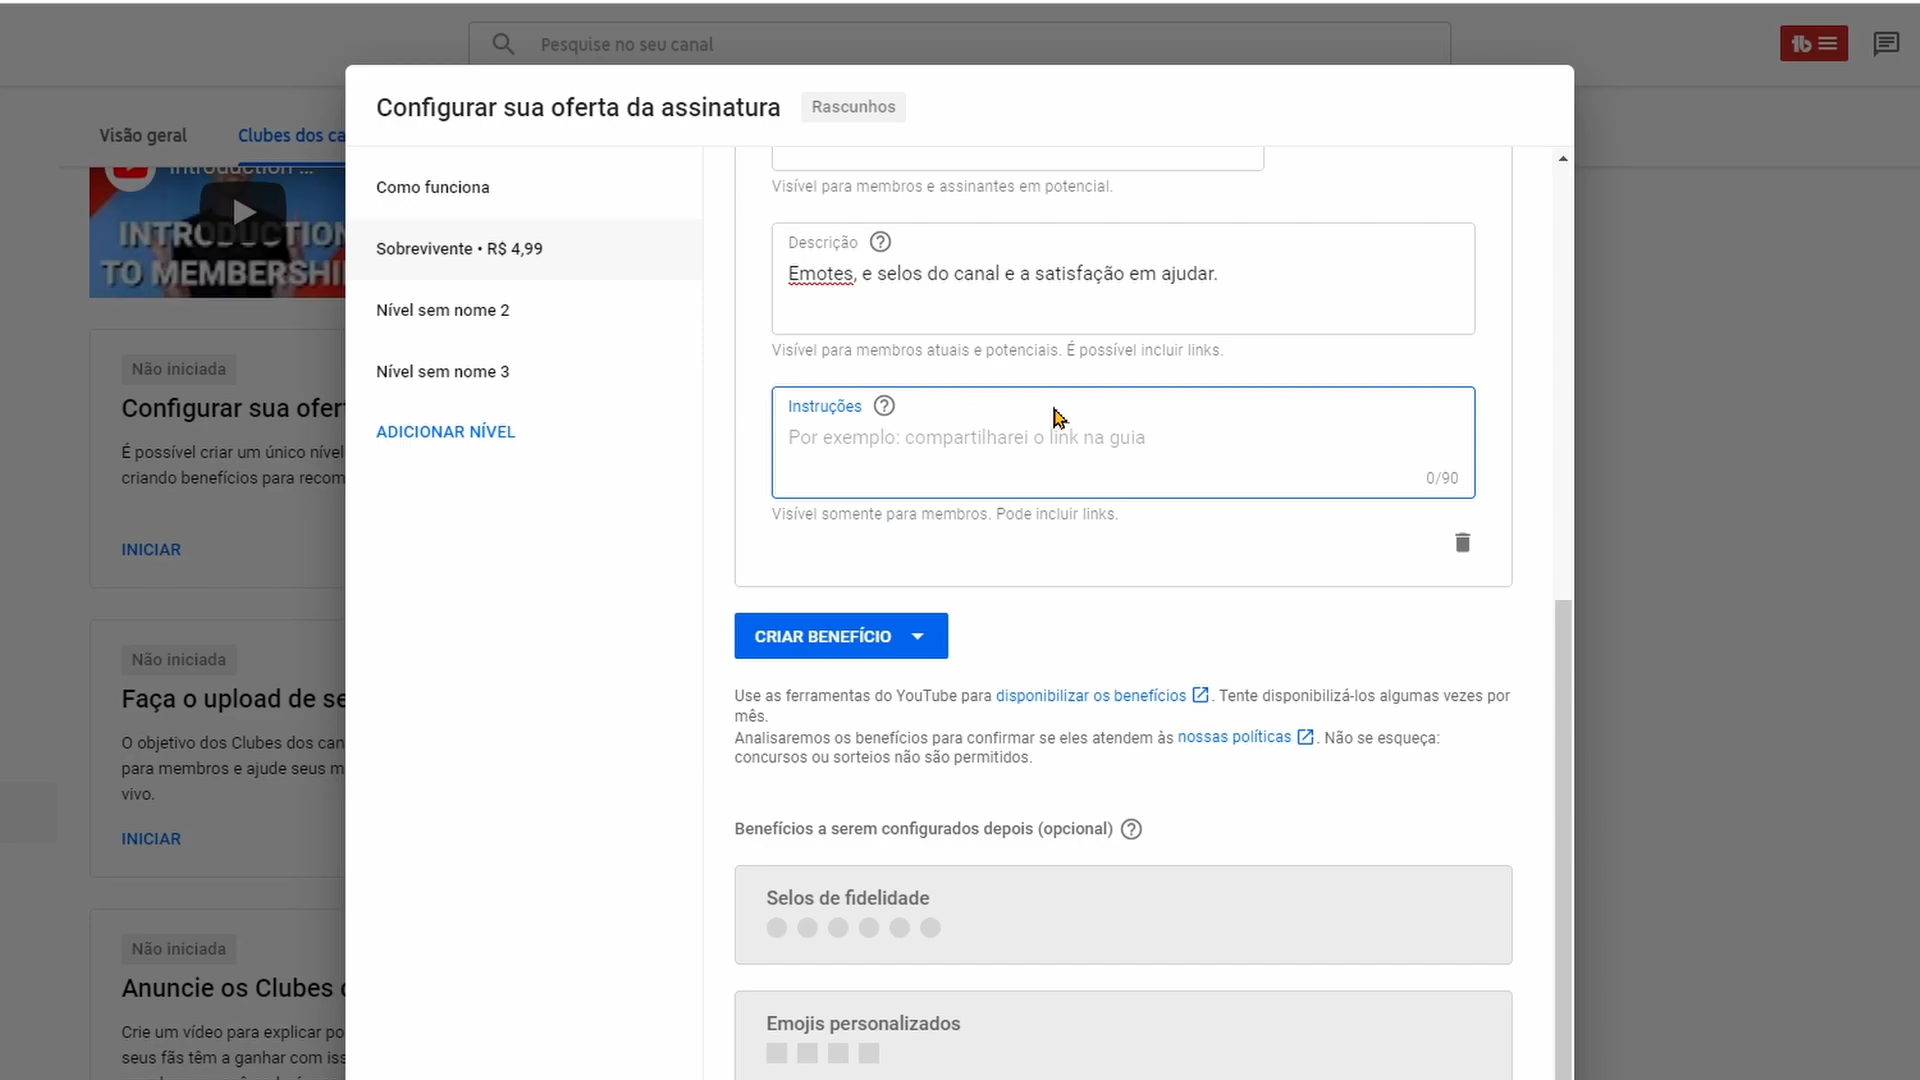 Pesquise no seu canal
Configurar sua oferta da assinatura
Rascunhos
Visão geral
Clubes dos ca
INTRODUCTION
TO MEMBERSHI
Como funciona
Sobrevivente • R$ 4,99
Nível sem nome 2
Nível sem nome 3
ADICIONAR NÍVEL
Não iniciada
Configurar sua ofer
É possível criar um único nível
criando benefícios para recom
INICIAR
Não iniciada
Faça o upload de se
O objetivo dos Clubes dos can
para membros e ajude seus m
vivo.
INICIAR
Não iniciada
Anuncie os Clubes
Crie um vídeo para explicar po
seus fãs têm a ganhar com iss
Visível para membros e assinantes em potencial.
Descrição
Emotes, e selos do canal e a satisfação em ajudar.
Visível para membros atuais e potenciais. É possível incluir links.
Instruções
Por exemplo: compartilharei o link na guia
0/90
Visível somente para membros. Pode incluir links.
CRIAR BENEFÍCIO
Use as ferramentas do YouTube para disponibilizar os benefícios. Tente disponibilizá-los algumas vezes por
mês.
Analisaremos os benefícios para confirmar se eles atendem às nossas políticas. Não se esqueça:
concursos ou sorteios não são permitidos.
Benefícios a serem configurados depois (opcional)
Selos de fidelidade
Emojis personalizados